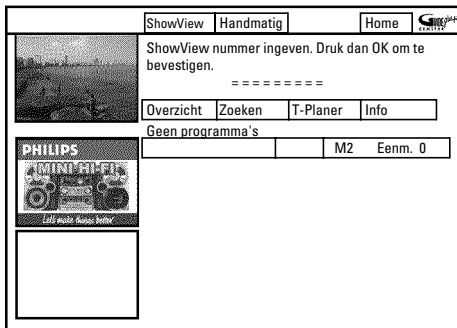 ShowView Handmatig Home GUIDE Plus+
GEMSTAR
ShowView nummer ingeven. Druk dan OK om te
bevestigen.
=========
Overzicht Zoeken T-Planer Info
Geen programma's
M2 Eenm. 0
PHILIPS
MINI HI-FI
Let's make things better